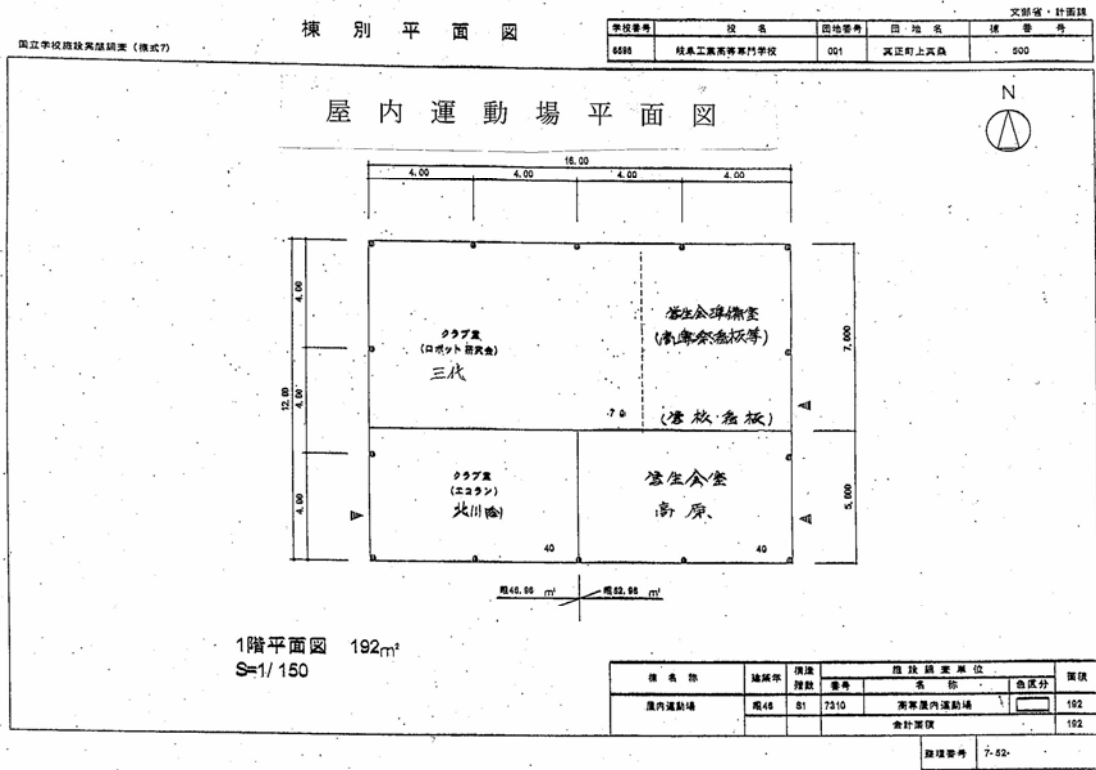 文部省・計画課
棟別平面図
国立学校施設実態調査(様式7)
学校番号 校名 団地番号 団地名 棟番号
岐阜工業高等専門学校 001 真正町上真桑 500
屋内運動場平面図
N
16.00
4.00 4.00 4.00 4.00
12.00
4.00
4.00
4.00
7,000
5,000
クラブ室
(ロボット研究会)
三代
学生会準備室
(高専祭看板等)
70
(学校看板)
クラブ室
(エコラン)
北川
40
学生会室
高原
40
m² m²
1階平面図 192m²
S=1/150
棟名称 建築年 構造階数 施設調査単位 面積
番号 名称 色区分
屋内運動場 昭46 S1 7310 高専屋内運動場 192
合計面積 192
整理番号 7-52